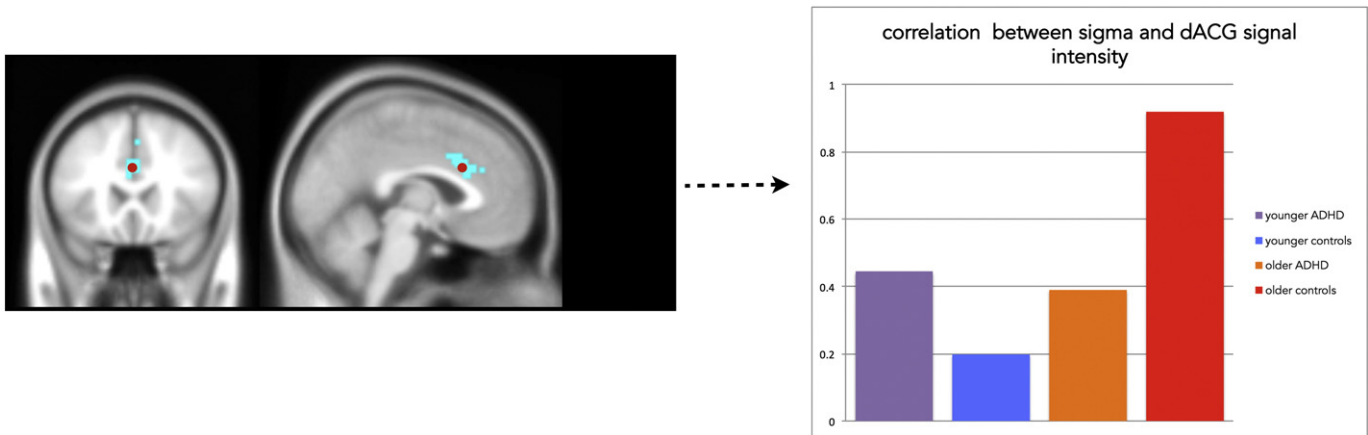 correlation  between sigma and dACG signal
intensity
1
0.8
0.6
0.4
0.2
0
younger ADHD
younger controls
older ADHD
older controls